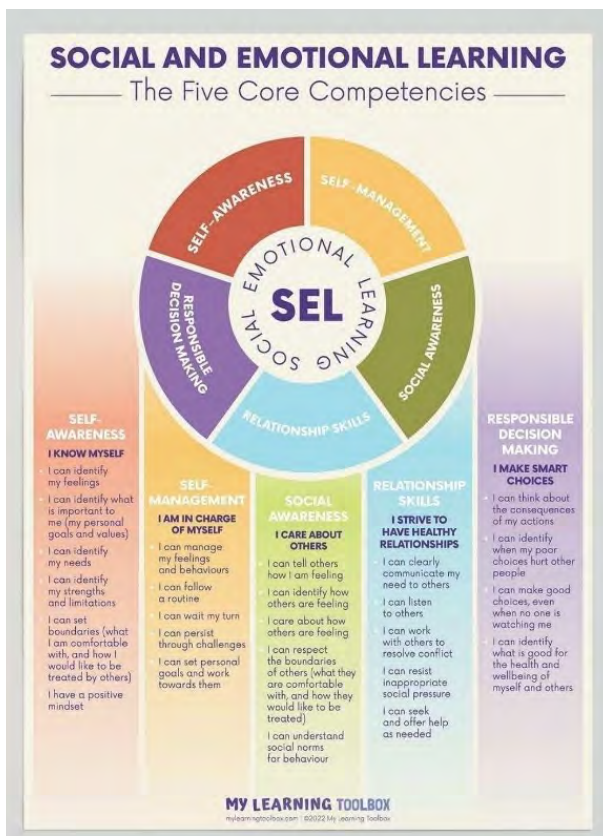 SOCIAL AND EMOTIONAL LEARNING
The Five Core Competencies
SELF-AWARENESS
SELF-MANAGEMENT
SOCIAL AWARENESS
RELATIONSHIP SKILLS
RESPONSIBLE
DECISION MAKING
SOCIAL EMOTIONAL LEARNING
SEL
SELF-
AWARENESS
I KNOW MYSELF
I can identify
my feelings
I can identify what
is important to
me (my personal
goals and values)
I can identify
my needs
I can identify
my strengths
and limitations
I can set
boundaries (what
I am comfortable
with, and how I
would like to be
treated by others)
I have a positive
mindset
SELF-
MANAGEMENT
I AM IN CHARGE
OF MYSELF
I can manage
my feelings
and behaviours
I can follow
a routine
I can wait my turn
I can persist
through challenges
I can set personal
goals and work
towards them
SOCIAL
AWARENESS
I CARE ABOUT
OTHERS
I can tell others
how I am feeling
I can identify how
others are feeling
I care about how
others are feeling
I can respect
the boundaries
of others (what they
are comfortable
with, and how they
would like to be
treated)
I can understand
social norms
for behaviour
RELATIONSHIP
SKILLS
I STRIVE TO
HAVE HEALTHY
RELATIONSHIPS
I can clearly
communicate my
need to others
I can listen
to others
I can work
with others to
resolve conflict
I can resist
inappropriate
social pressure
I can seek
and offer help
as needed
RESPONSIBLE
DECISION
MAKING
I MAKE SMART
CHOICES
I can think about
the consequences
of my actions
I can identify
when my poor
choices hurt other
people
I can make good
choices, even
when no one is
watching me
I can identify
what is good for
the health and
wellbeing of
myself and others
MY LEARNING TOOLBOX
mylearningtoolbox.com | ©2022 My Learning Toolbox